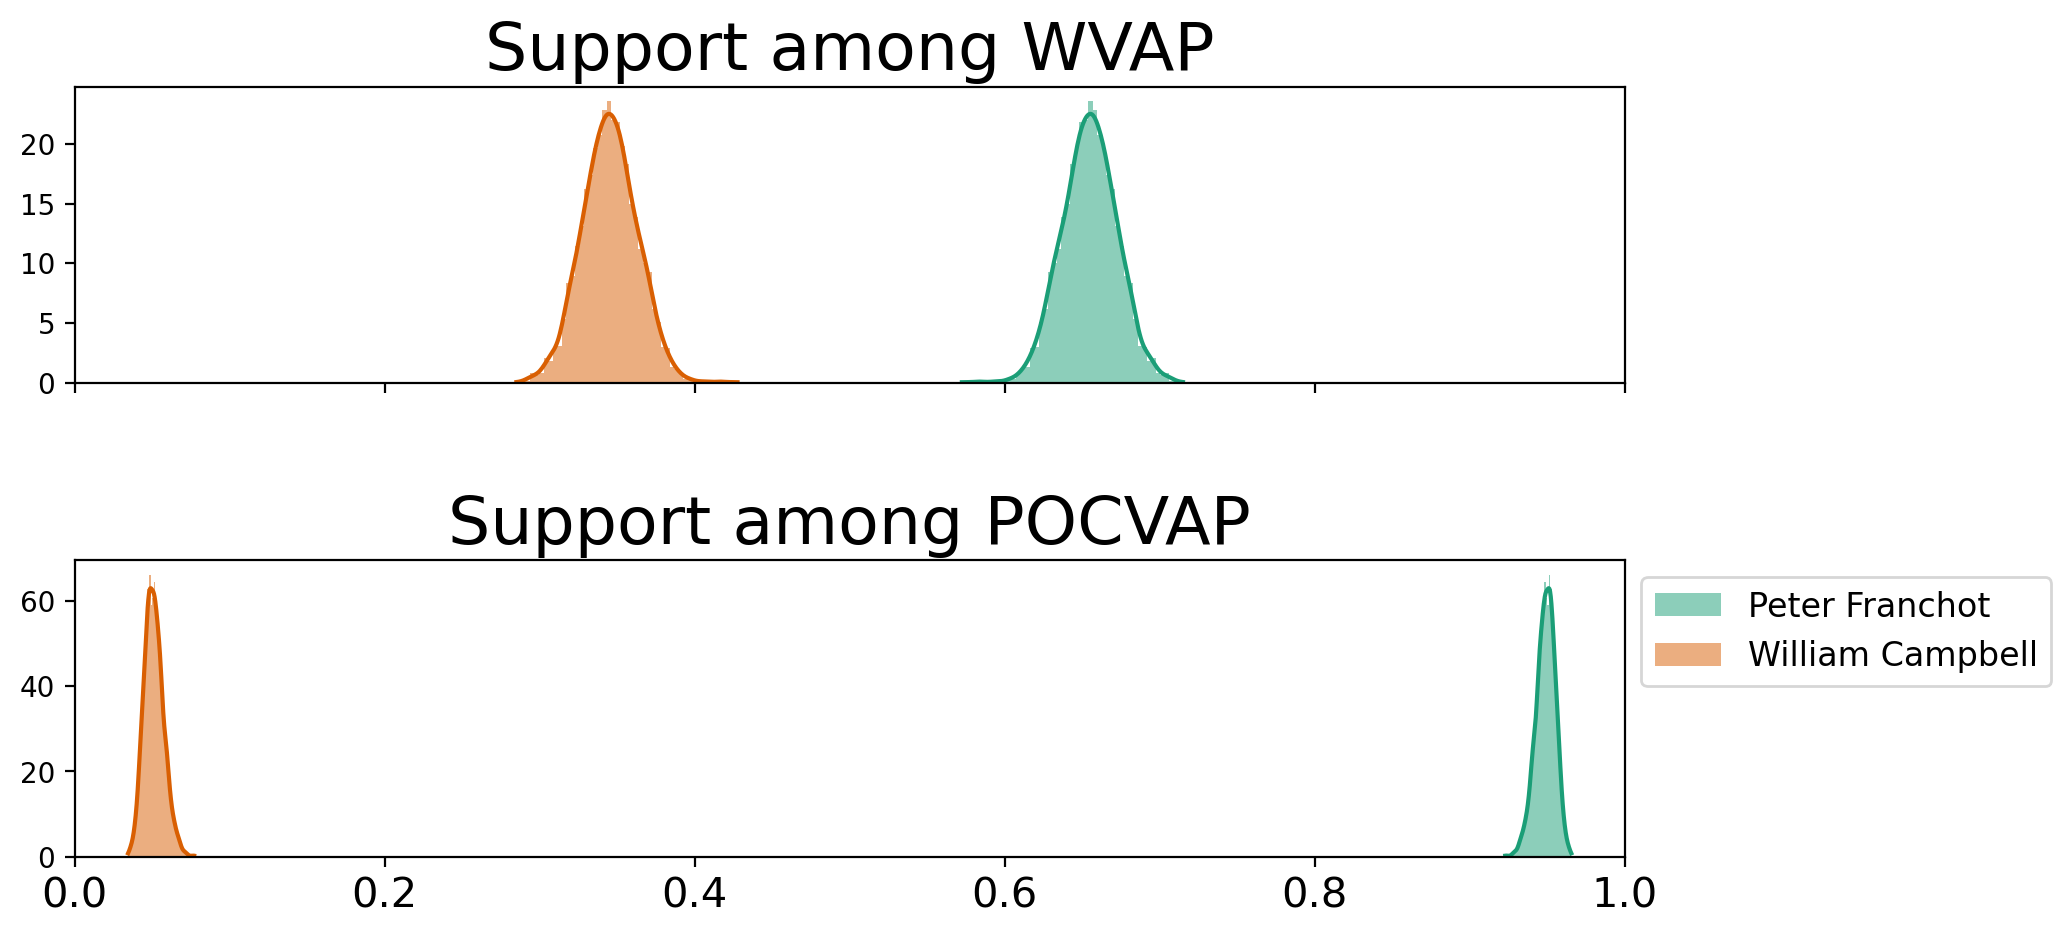 Support among WVAP
20
15
10
5
0
Support among POCVAP
60
40
20
0
0.0 0.2 0.4 0.6 0.8 1.0
Peter Franchot
William Campbell